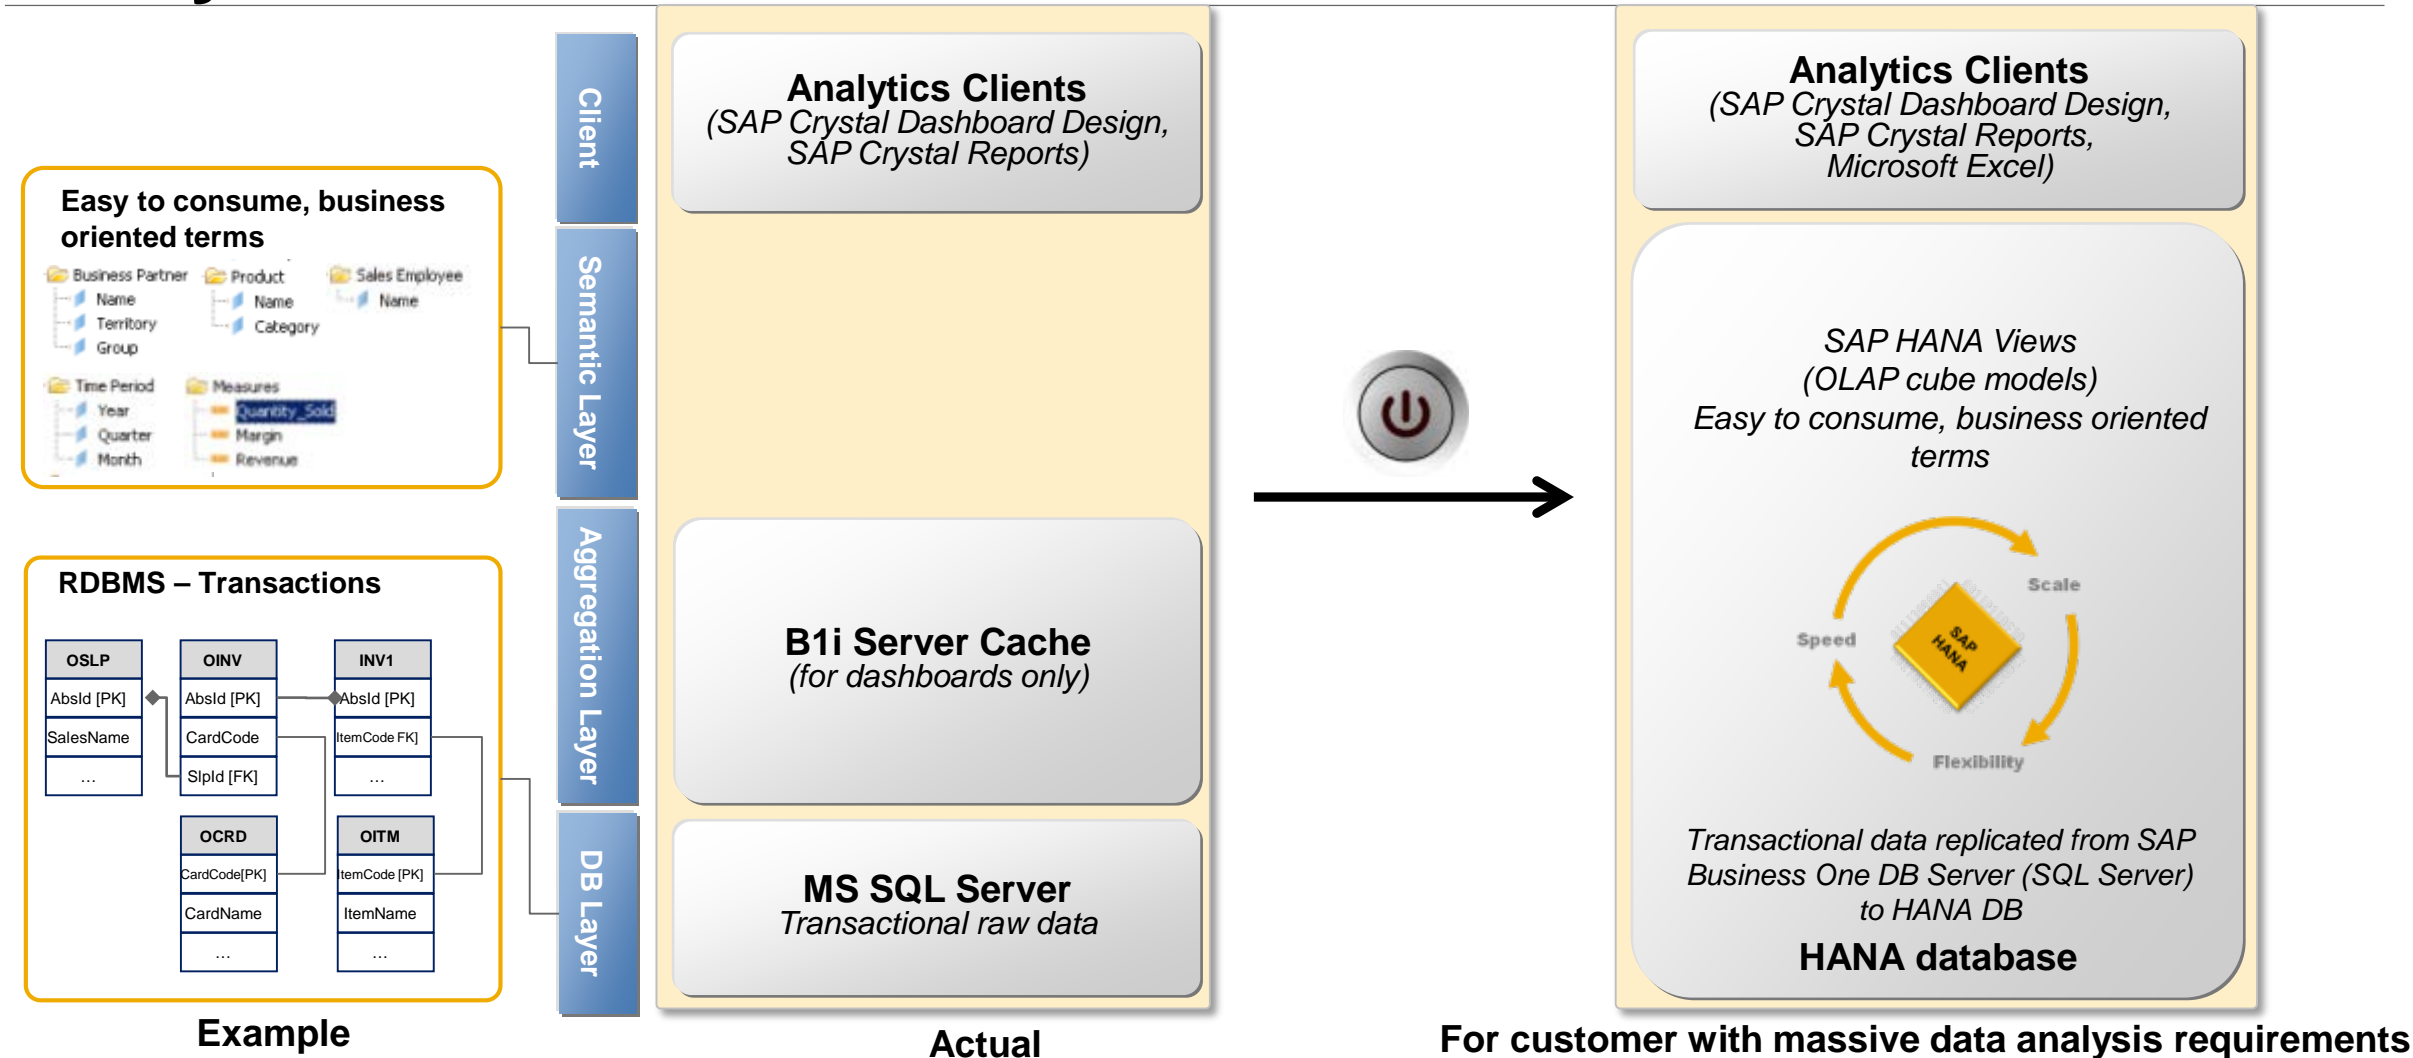 Easy to consume, business
oriented terms
Business Partner
Name
Territory
Group
Product
Name
Category
Sales Employee
Name
Time Period
Year
Quarter
Month
Measures
Quantity_Sold
Margin
Revenue
RDBMS – Transactions
OSLP
AbsId [PK]
SalesName
…
OINV
AbsId [PK]
CardCode
SlpId [FK]
INV1
AbsId [PK]
ItemCode FK]
…
OCRD
CardCode[PK]
CardName
…
OITM
ItemCode [PK]
ItemName
…
Example
Client
Semantic Layer
Aggregation Layer
DB Layer
Analytics Clients
(SAP Crystal Dashboard Design,
SAP Crystal Reports)
B1i Server Cache
(for dashboards only)
MS SQL Server
Transactional raw data
Actual
Analytics Clients
(SAP Crystal Dashboard Design,
SAP Crystal Reports,
Microsoft Excel)
SAP HANA Views
(OLAP cube models)
Easy to consume, business oriented
terms
Scale
Speed
SAP
HANA
Flexibility
Transactional data replicated from SAP
Business One DB Server (SQL Server)
to HANA DB
HANA database
For customer with massive data analysis requirements